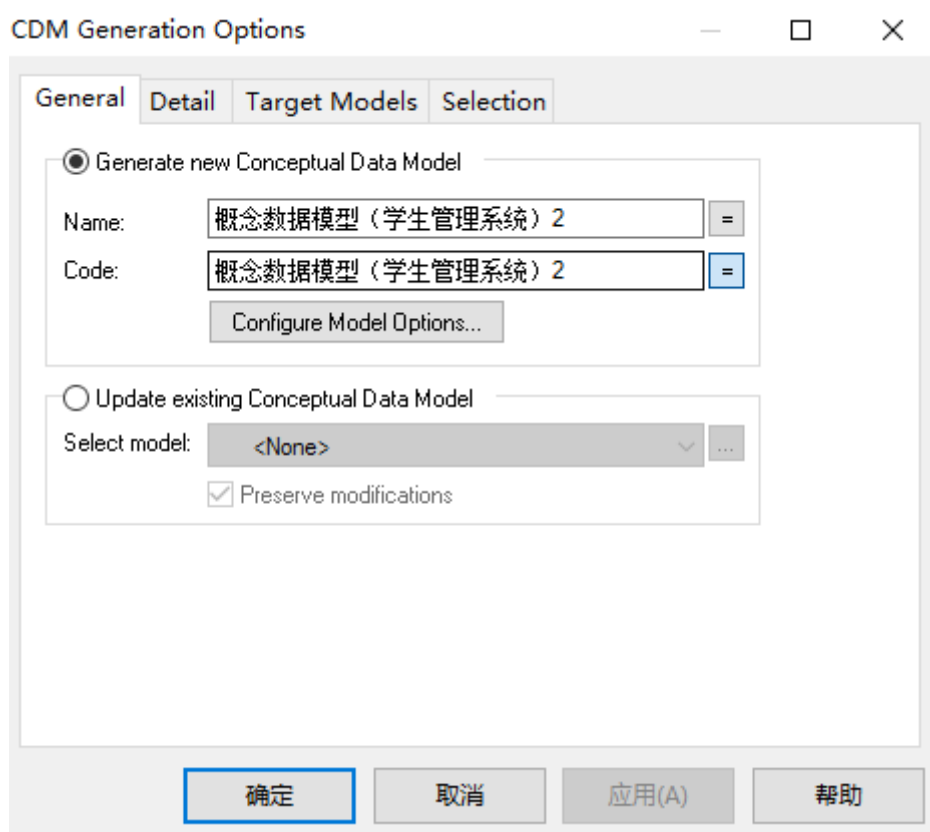 CDM Generation Options
General Detail Target Models Selection
Generate new Conceptual Data Model
Name: 概念数据模型（学生管理系统）2 =
Code: 概念数据模型（学生管理系统）2 =
Configure Model Options...
Update existing Conceptual Data Model
Select model: <None> ...
Preserve modifications
确定 取消 应用(A) 帮助